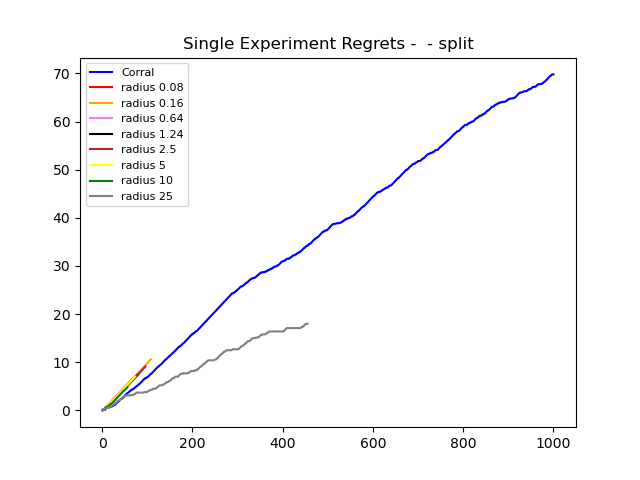 Single Experiment Regrets -  - split
70
60
50
40
30
20
10
0
Corral
radius 0.08
radius 0.16
radius 0.64
radius 1.24
radius 2.5
radius 5
radius 10
radius 25
0 200 400 600 800 1000